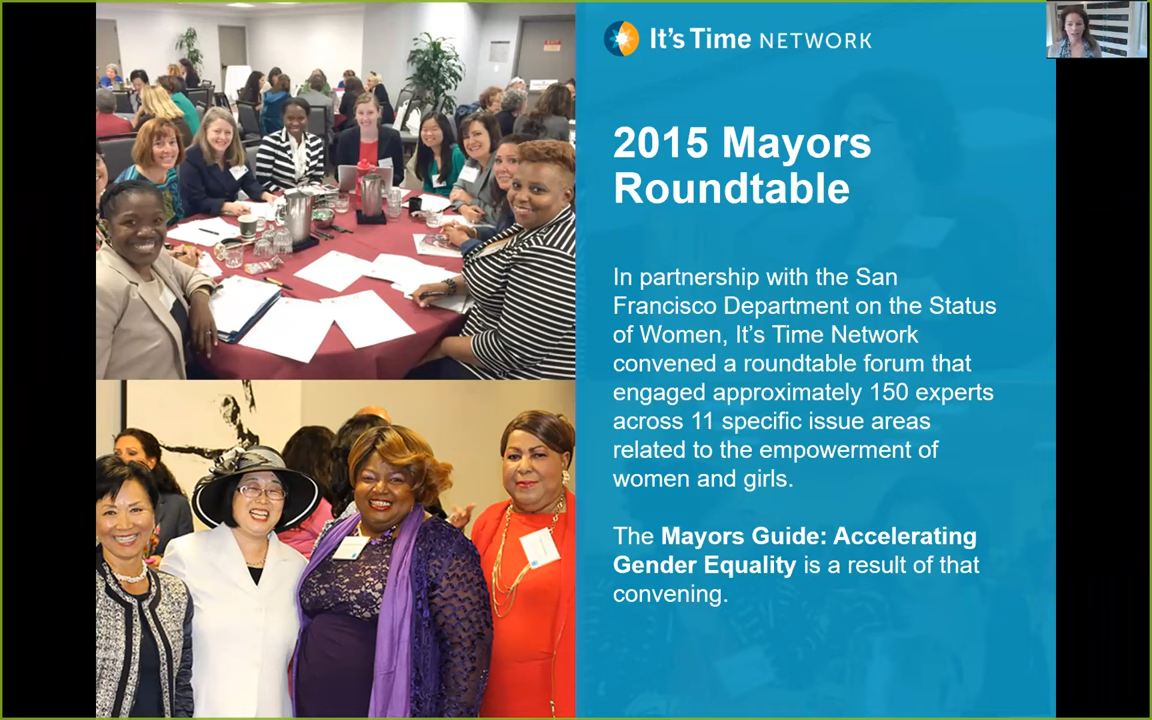 It's Time NETWORK
2015 Mayors
Roundtable
In partnership with the San
Francisco Department on the Status
of Women, It's Time Network
convened a roundtable forum that
engaged approximately 150 experts
across 11 specific issue areas
related to the empowerment of
women and girls.
The Mayors Guide: Accelerating
Gender Equality is a result of that
convening.